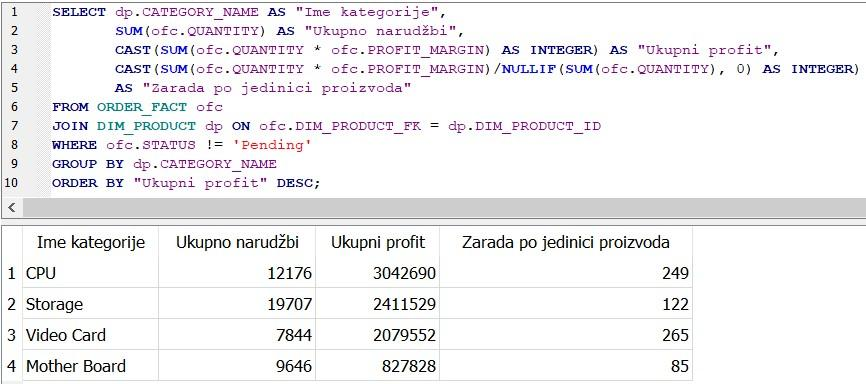 1 SELECT dp.CATEGORY_NAME AS "Ime kategorije",
2 SUM(ofc.QUANTITY) AS "Ukupno narudžbi",
3 CAST(SUM(ofc.QUANTITY * ofc.PROFIT_MARGIN) AS INTEGER) AS "Ukupni profit",
4 CAST(SUM(ofc.QUANTITY * ofc.PROFIT_MARGIN)/NULLIF(SUM(ofc.QUANTITY), 0) AS INTEGER)
5 AS "Zarada po jedinici proizvoda"
6 FROM ORDER_FACT ofc
7 JOIN DIM_PRODUCT dp ON ofc.DIM_PRODUCT_FK = dp.DIM_PRODUCT_ID
8 WHERE ofc.STATUS != 'Pending'
9 GROUP BY dp.CATEGORY_NAME
10 ORDER BY "Ukupni profit" DESC;
Ime kategorije Ukupno narudžbi Ukupni profit Zarada po jedinici proizvoda
1 CPU 12176 3042690 249
2 Storage 19707 2411529 122
3 Video Card 7844 2079552 265
4 Mother Board 9646 827828 85